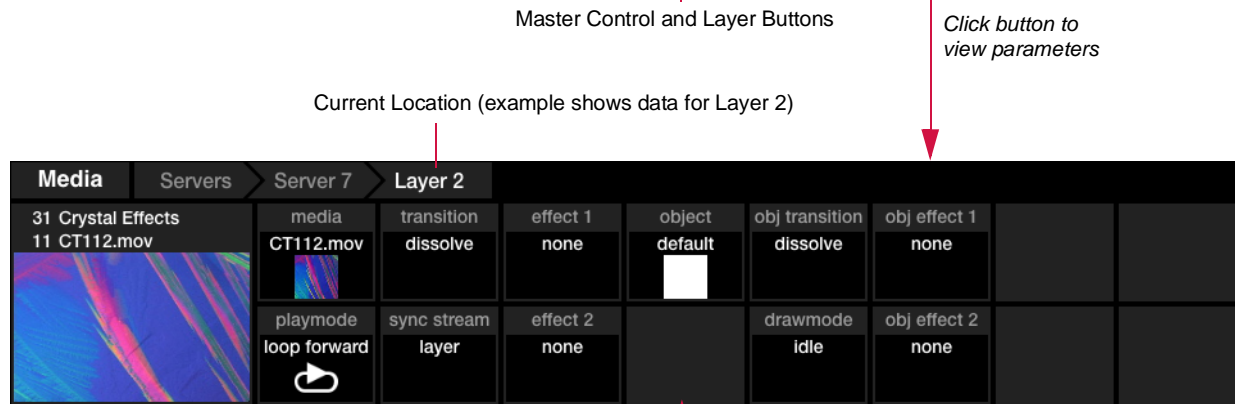 Master Control and Layer Buttons
Click button to
view parameters
Current Location (example shows data for Layer 2)
Media Servers Server 7 Layer 2
31 Crystal Effects
11 CT112.mov
media transition effect 1 object obj transition obj effect 1
CT112.mov dissolve none default dissolve none
playmode sync stream effect 2 drawmode obj effect 2
loop forward layer none idle none